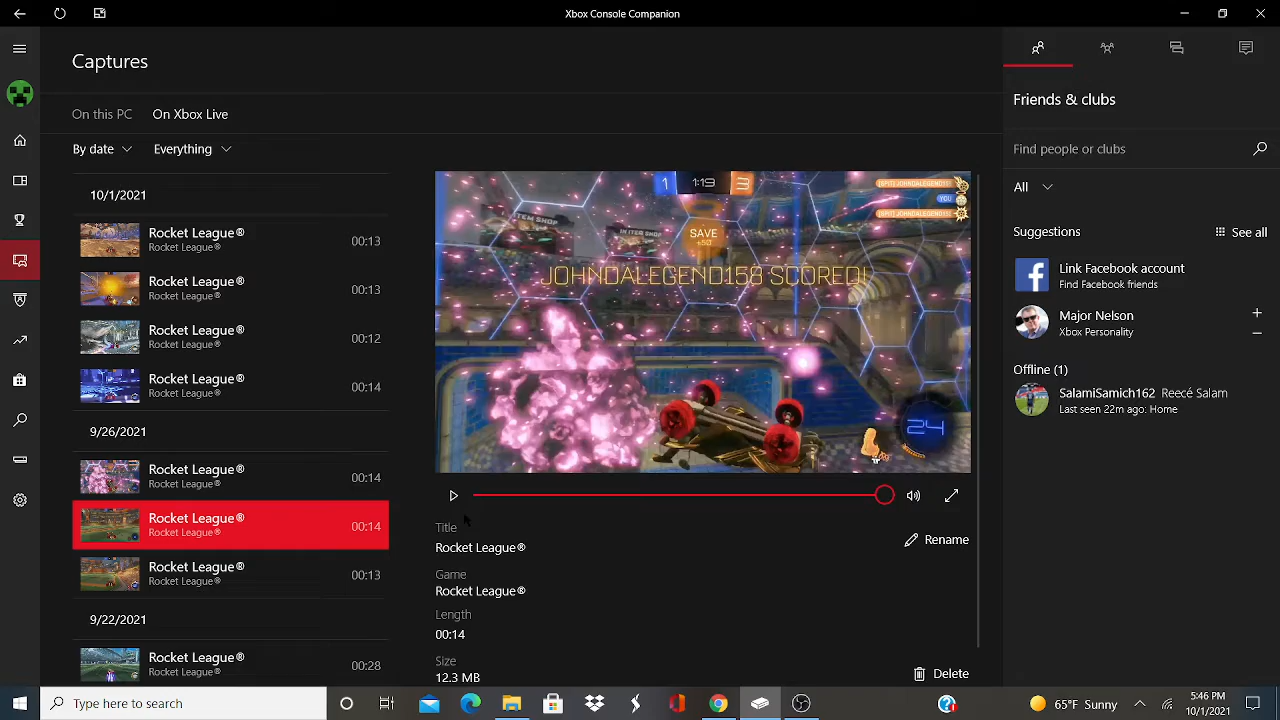 Xbox Console Companion
Captures
On this PC
On Xbox Live
By date
Everything
10/1/2021
Rocket League®
Rocket League®
00:13
Rocket League®
Rocket League®
00:13
Rocket League®
Rocket League®
00:12
Rocket League®
Rocket League®
00:14
9/26/2021
Rocket League®
Rocket League®
00:14
Rocket League®
Rocket League®
00:14
Rocket League®
Rocket League®
00:13
9/22/2021
Rocket League®
Rocket League®
00:28
1 1:19 3
YOU
ITEM SHOP
SAVE
+50
JOHNDALEGEND158 SCORED!
24
Title
Rocket League®
Rename
Game
Rocket League®
Length
00:14
Size
12.3 MB
Delete
Friends & clubs
Find people or clubs
All
Suggestions
See all
Link Facebook account
Find Facebook friends
Major Nelson
Xbox Personality
Offline (1)
SalamiSamich162 Reecé Salam
Last seen 22m ago: Home
Type here to search
65°F Sunny
5:46 PM
10/1/2021